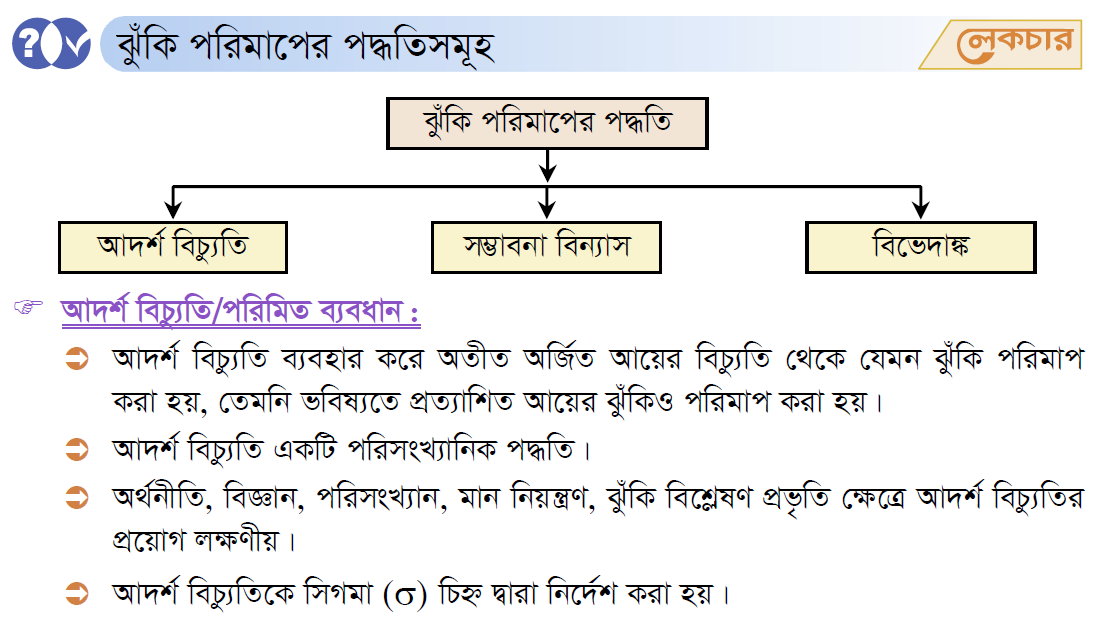 ঝুঁকি পরিমাপের পদ্ধতিসমূহ
লেকচার
ঝুঁকি পরিমাপের পদ্ধতি
আদর্শ বিচ্যুতি
সম্ভাবনা বিন্যাস
বিভেদাঙ্ক
আদর্শ বিচ্যুতি/পরিমিত ব্যবধান :
আদর্শ বিচ্যুতি ব্যবহার করে অতীত অর্জিত আয়ের বিচ্যুতি থেকে যেমন ঝুঁকি পরিমাপ
করা হয়, তেমনি ভবিষ্যতে প্রত্যাশিত আয়ের ঝুঁকিও পরিমাপ করা হয়।
আদর্শ বিচ্যুতি একটি পরিসংখ্যানিক পদ্ধতি।
অর্থনীতি, বিজ্ঞান, পরিসংখ্যান, মান নিয়ন্ত্রণ, ঝুঁকি বিশ্লেষণ প্রভৃতি ক্ষেত্রে আদর্শ বিচ্যুতির
প্রয়োগ লক্ষণীয়।
আদর্শ বিচ্যুতিকে সিগমা (σ) চিহ্ন দ্বারা নির্দেশ করা হয়।